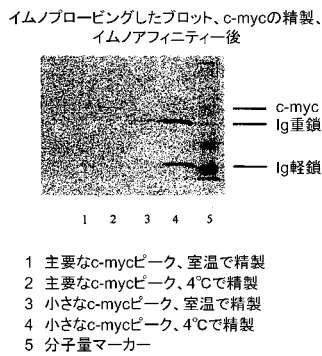 イムノブロービングしたブロット、c-mycの精製、
イムノアフィニティー後
c-myc
Ig重鎖
Ig軽鎖
1 2 3 4 5
1 主要なc-mycピーク、室温で精製
2 主要なc-mycピーク、4℃で精製
3 小さなc-mycピーク、室温で精製
4 小さなc-mycピーク、4℃で精製
5 分子量マーカー